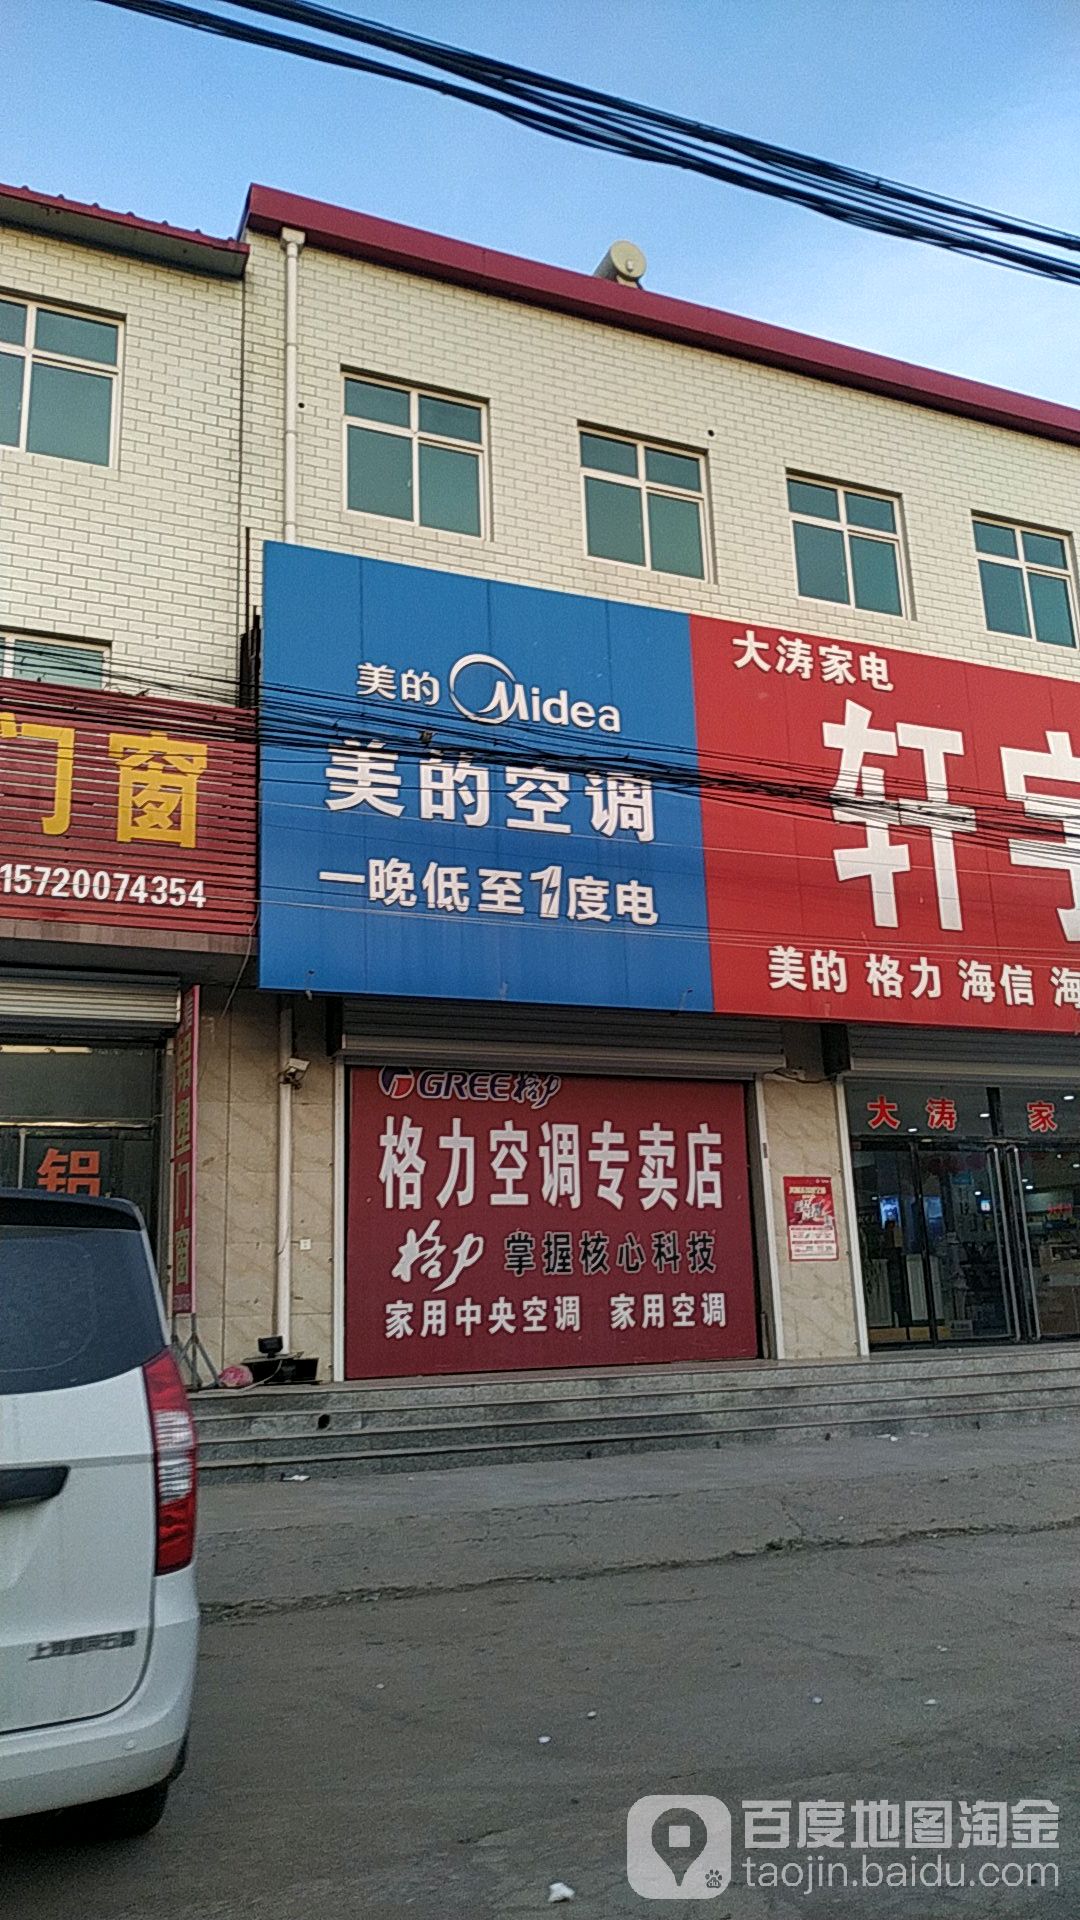 门窗
15720074354
美的 Midea
美的空调
一晚低至1度电
大涛家电
轩宇
美的 格力 海信 海
GREE格力
格力空调专卖店
格力 掌握核心科技
家用中央空调 家用空调
大涛 家
铝
门窗
百度地图淘金
taojin.baidu.com